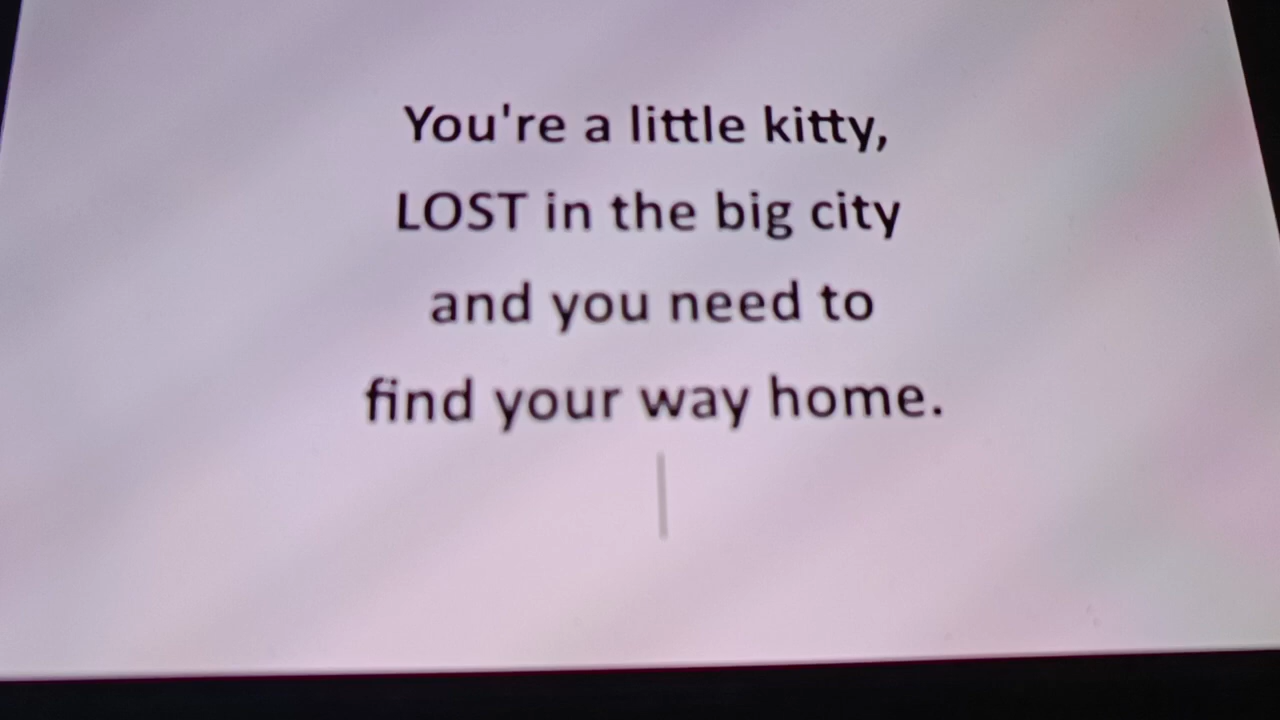 You're a little kitty,
LOST in the big city
and you need to
find your way home.